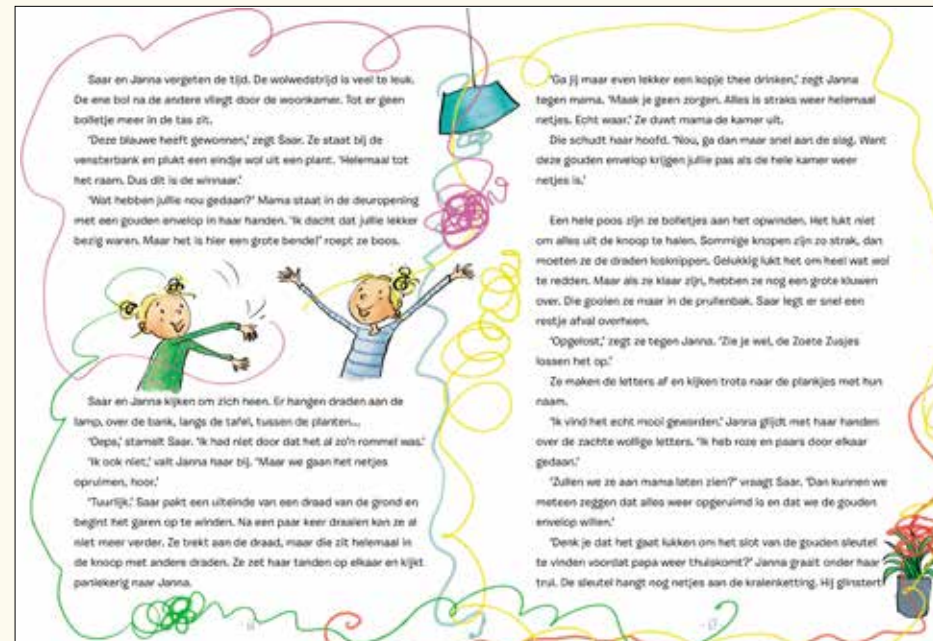 Saar en Janna vergeten de tijd. De wolwedstrijd is veel te leuk.
De ene bol na de andere vliegt door de woonkamer. Tot er geen
bolletje meer in de tas zit.
‘Deze blauwe heeft gewonnen,’ zegt Saar. Ze staat bij de
vensterbank en plukt een eindje wol uit een plant. ‘Helemaal tot
het raam. Dus dit is de winnaar.’
‘Wat hebben jullie nou gedaan?’ Mama staat in de deuropening
met een gouden envelop in haar handen. ‘Ik dacht dat jullie lekker
bezig waren. Maar het is hier een grote bende!’ roept ze boos.
Saar en Janna kijken om zich heen. Er hangen draden aan de
lamp, over de bank, langs de tafel, tussen de planten...
‘Oeps,’ stamelt Saar. ‘Ik had niet door dat het al zo’n rommel was.’
‘Ik ook niet,’ valt Janna haar bij. ‘Maar we gaan het netjes
opruimen, hoor.’
‘Tuurlijk.’ Saar pakt een uiteinde van een draad van de grond en
begint het garen op te winden. Na een paar keer draaien kan ze al
niet meer verder. Ze trekt aan de draad, maar die zit helemaal in
de knoop met andere draden. Ze zet haar tanden op elkaar en kijkt
paniekerig naar Janna.
‘Ga jij maar even lekker een kopje thee drinken,’ zegt Janna
tegen mama. ‘Maak je geen zorgen. Alles is straks weer helemaal
netjes. Echt waar.’ Ze duwt mama de kamer uit.
Die schudt haar hoofd. ‘Nou, ga dan maar snel aan de slag. Want
deze gouden envelop krijgen jullie pas als de hele kamer weer
netjes is.’
Een hele poos zijn ze bolletjes aan het opwinden. Het lukt niet
om alles uit de knoop te halen. Sommige knopen zijn zo strak, dan
moeten ze de draden losknippen. Gelukkig lukt het om heel wat wol
te redden. Maar als ze klaar zijn, hebben ze nog een grote kluwen
over. Die gooien ze maar in de prullenbak. Saar legt er snel een
restje afval overheen.
‘Opgelost,’ zegt ze tegen Janna. ‘Zie je wel, de Zoete Zusjes
lossen het op.’
Ze maken de letters af en kijken trots naar de plankjes met hun
naam.
‘Ik vind het echt mooi geworden.’ Janna glijdt met haar handen
over de zachte wollige letters. ‘Ik heb roze en paars door elkaar
gedaan.’
‘Zullen we ze aan mama laten zien?’ vraagt Saar. ‘Dan kunnen we
meteen zeggen dat alles weer opgeruimd is en dat we de gouden
envelop willen.’
‘Denk je dat het gaat lukken om het slot van de gouden sleutel
te vinden voordat papa weer thuiskomt?’ Janna graait onder haar
trui. De sleutel hangt nog netjes aan de kralenketting. Hij glinstert!